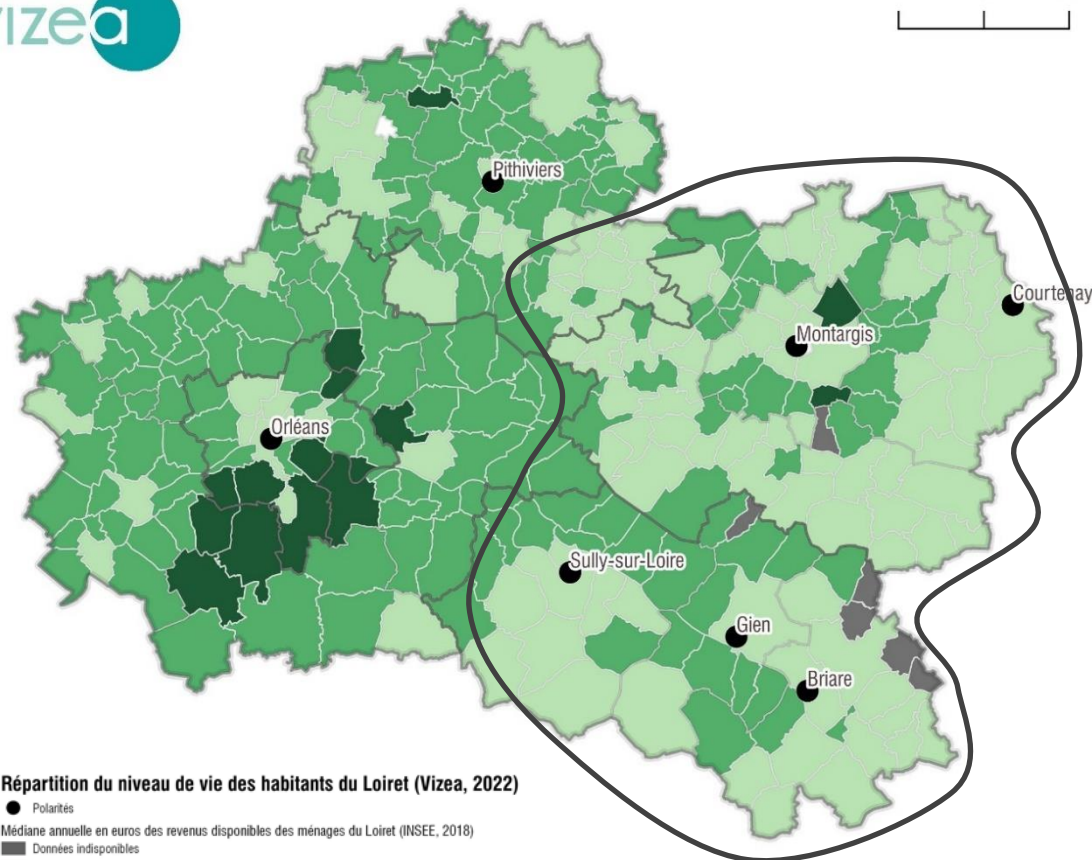 vizea
Pithiviers
Courtenay
Montargis
Orléans
Sully-sur-Loire
Gien
Briare
Répartition du niveau de vie des habitants du Loiret (Vizea, 2022)
Polarités
Médiane annuelle en euros des revenus disponibles des ménages du Loiret (INSEE, 2018)
Données indisponibles